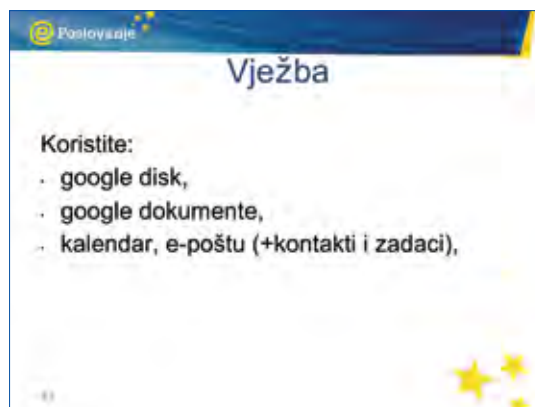 Poslovanje
Vježba
Koristite:
google disk,
google dokumente,
kalendar, e-poštu (+kontakti i zadaci),